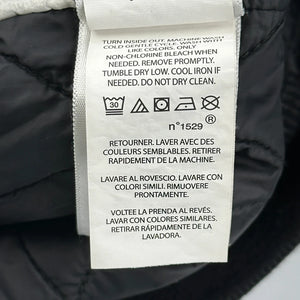 TURN INSIDE OUT. MACHINE WASH
COLD GENTLE CYCLE. WASH WITH
LIKE COLORS. ONLY
NON-CHLORINE BLEACH WHEN
NEEDED. REMOVE PROMPTLY.
TUMBLE DRY LOW. COOL IRON IF
NEEDED. DO NOT DRY CLEAN.
30
n°1529 ®
RETOURNER. LAVER AVEC DES
COULEURS SEMBLABLES. RETIRER
RAPIDEMENT DE LA MACHINE.
LAVARE AL ROVESCIO. LAVARE CON
COLORI SIMILI. RIMUOVERE
PRONTAMENTE.
VOLTEE LA PRENDA AL REVÉS.
LAVAR CON COLORES SIMILARES.
RETIRAR RÁPIDAMENTE DE LA
LAVADORA.